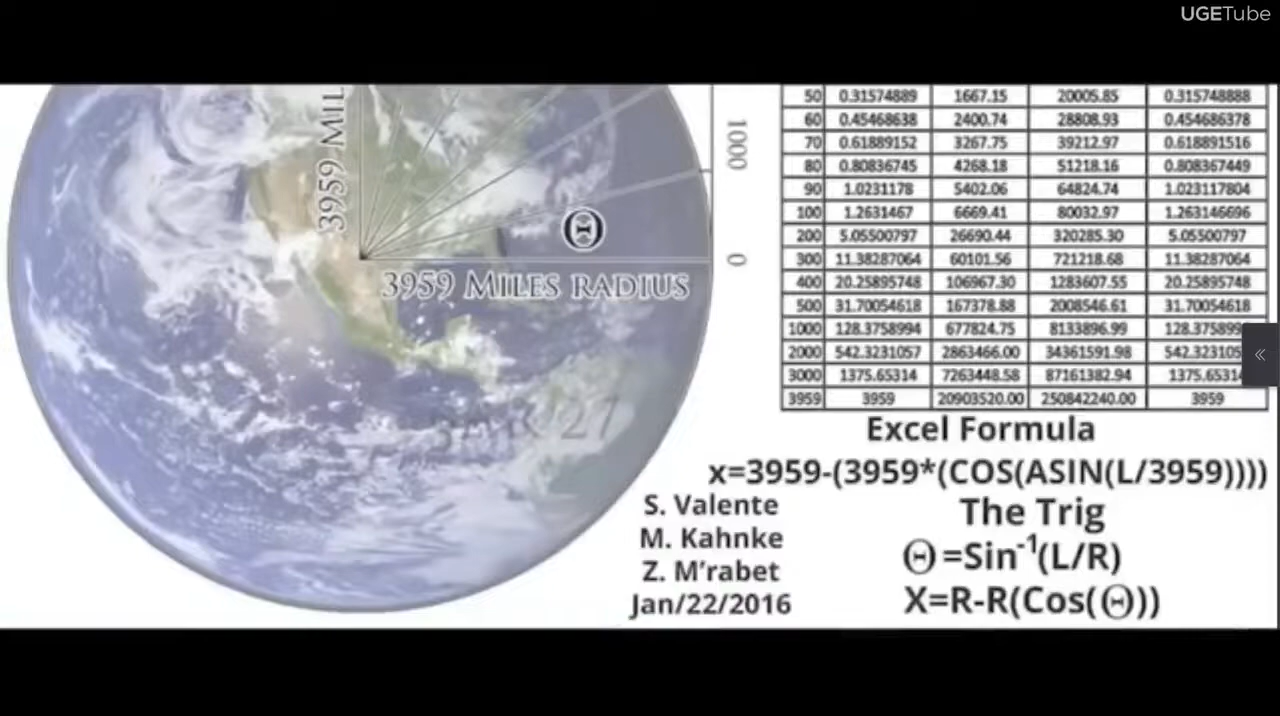 UGETube
3959 MIL
1000
0
Θ
3959 MILES RADIUS
50 0.31574889 1667.15 20005.85 0.315748888
60 0.45468638 2400.74 28808.93 0.454686378
70 0.61889152 3267.75 39212.97 0.618891516
80 0.80836745 4268.18 51218.16 0.808367449
90 1.0231178 5402.06 64824.74 1.023117804
100 1.2631467 6669.41 80032.97 1.263146696
200 5.05500797 26690.44 320285.30 5.05500797
300 11.38287064 60101.56 721218.68 11.38287064
400 20.25895748 106967.30 1283607.55 20.25895748
500 31.70054618 167378.88 2008546.61 31.70054618
1000 128.3758994 677824.75 8133896.99 128.375899
2000 542.3231057 2863466.00 34361591.98 542.32310
3000 1375.65314 7263448.58 87161382.94 1375.6531
3959 3959 20903520.00 250842240.00 3959
Excel Formula
x=3959-(3959*(COS(ASIN(L/3959))))
The Trig
Θ=Sin⁻¹(L/R)
X=R-R(Cos(Θ))
S. Valente
M. Kahnke
Z. M'rabet
Jan/22/2016